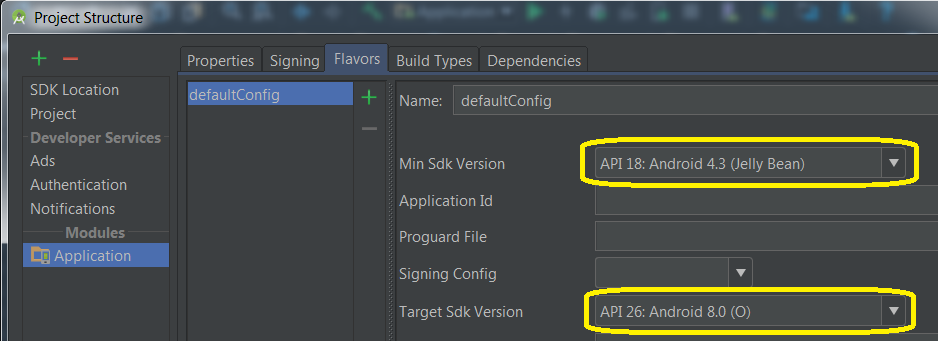 Project Structure
Application
Properties Signing Flavors Build Types Dependencies
SDK Location
Project
Developer Services
Ads
Authentication
Notifications
Modules
Application
defaultConfig
Name: defaultConfig
Min Sdk Version API 18: Android 4.3 (Jelly Bean)
Application Id
Proguard File
Signing Config
Target Sdk Version API 26: Android 8.0 (O)